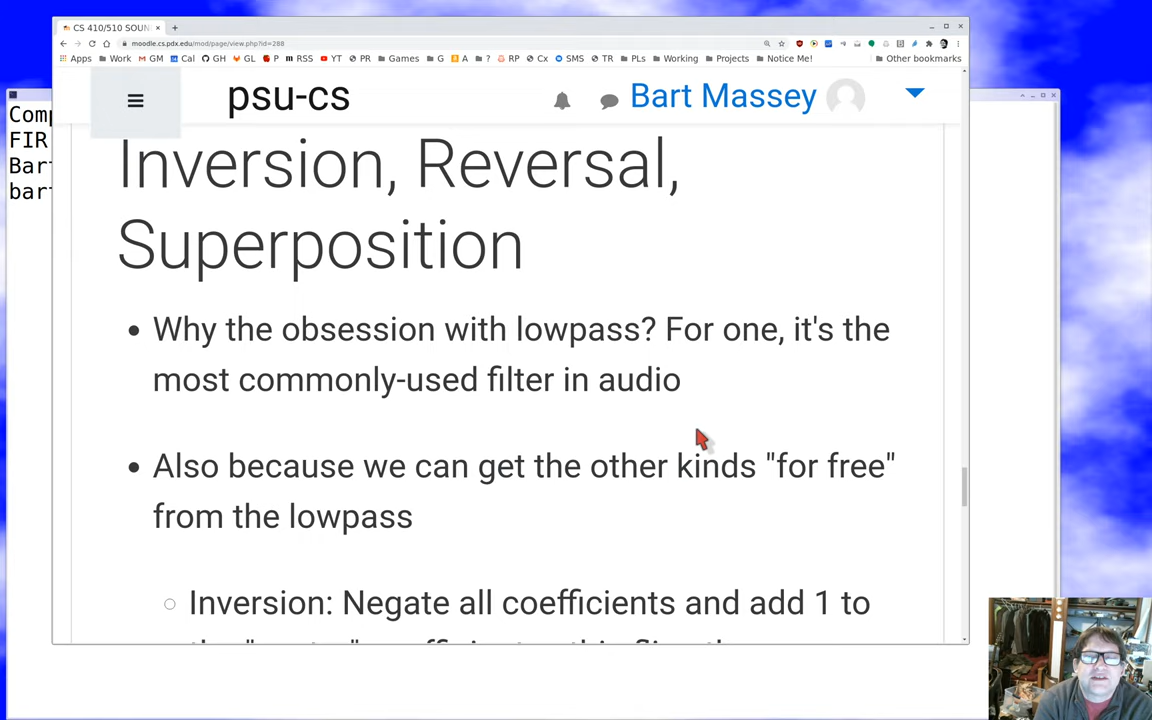 CS 410/510 SOUN
moodle.cs.pdx.edu/mod/page/view.php?id=288
Apps Work GM Cal GH GL P RSS YT PR Games G A ? RP Cx SMS TR PLs Working Projects Notice Me! Other bookmarks
psu-cs Bart Massey
Comp
FIR
Bar
bar
Inversion, Reversal,
Superposition
• Why the obsession with lowpass? For one, it's the
most commonly-used filter in audio
• Also because we can get the other kinds "for free"
from the lowpass
○ Inversion: Negate all coefficients and add 1 to